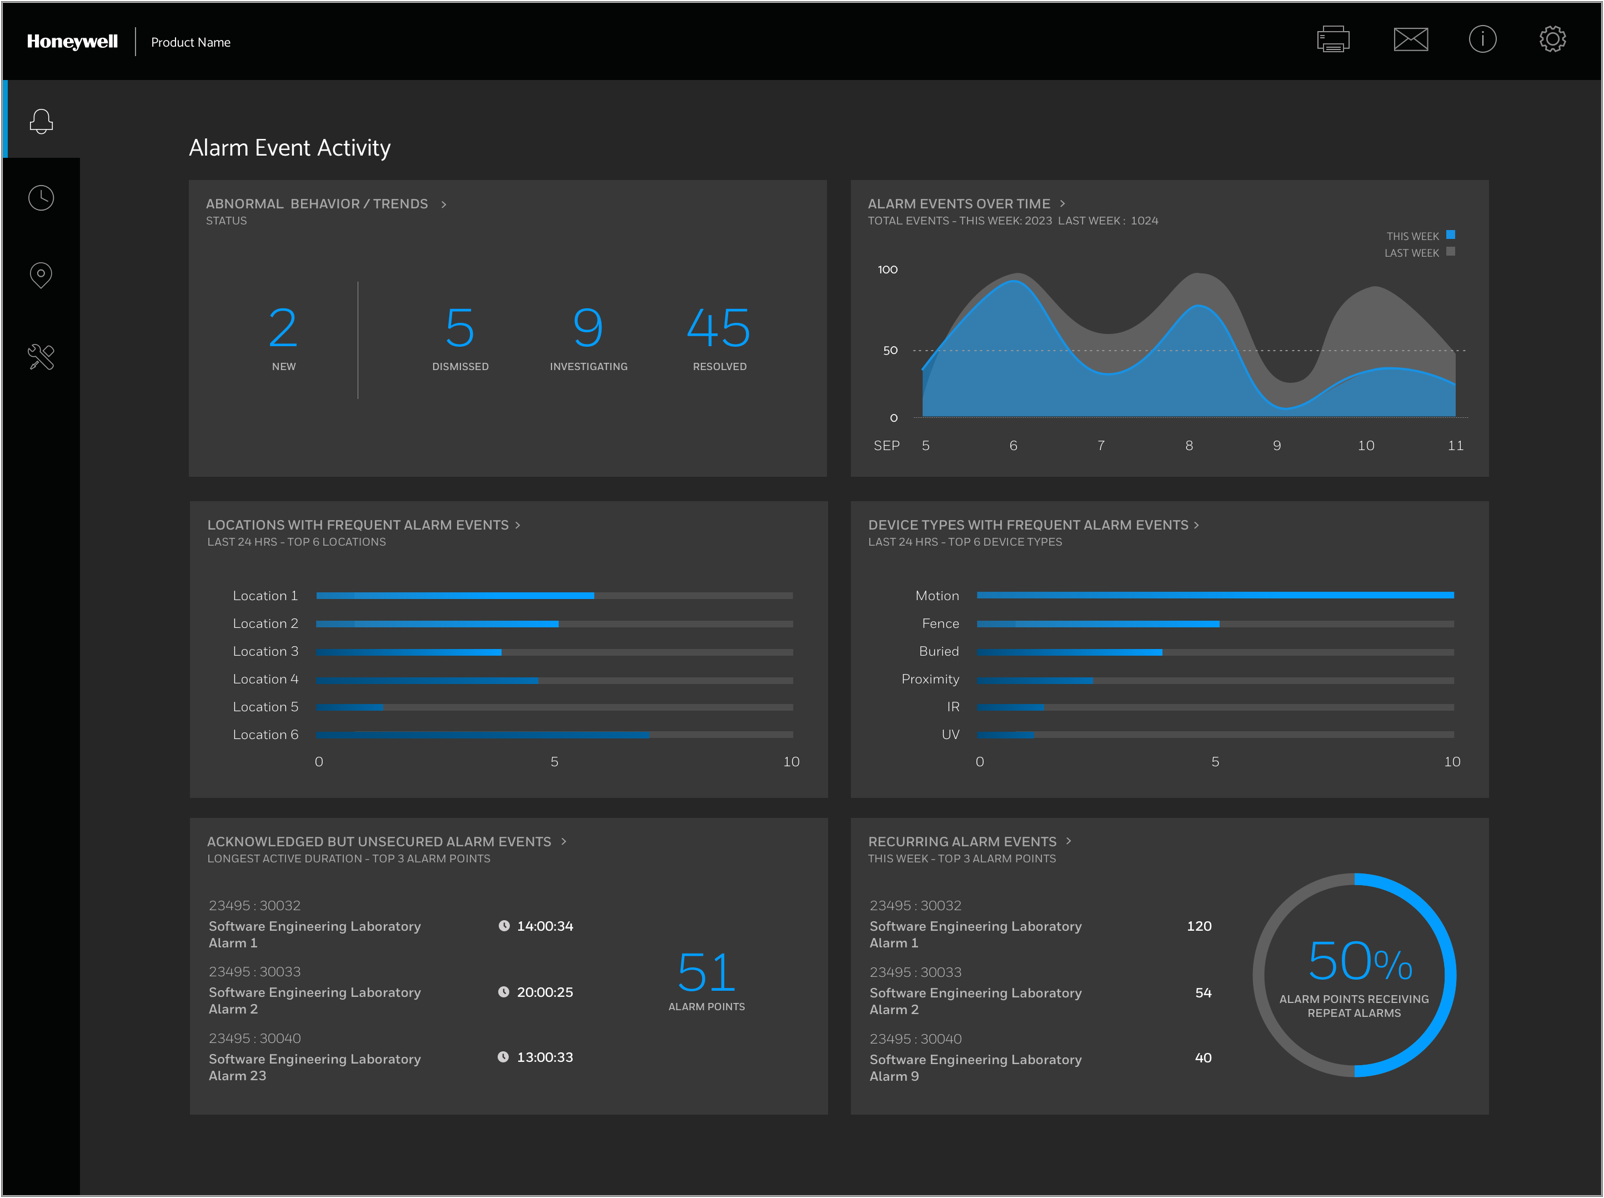 Honeywell
Product Name
Alarm Event Activity
ABNORMAL BEHAVIOR / TRENDS >
STATUS
2
NEW
5
DISMISSED
9
INVESTIGATING
45
RESOLVED
ALARM EVENTS OVER TIME >
TOTAL EVENTS - THIS WEEK: 2023 LAST WEEK : 1024
THIS WEEK
LAST WEEK
100
50
0
SEP 5 6 7 8 9 10 11
LOCATIONS WITH FREQUENT ALARM EVENTS >
LAST 24 HRS - TOP 6 LOCATIONS
Location 1
Location 2
Location 3
Location 4
Location 5
Location 6
0 5 10
DEVICE TYPES WITH FREQUENT ALARM EVENTS >
LAST 24 HRS - TOP 6 DEVICE TYPES
Motion
Fence
Buried
Proximity
IR
UV
0 5 10
ACKNOWLEDGED BUT UNSECURED ALARM EVENTS >
LONGEST ACTIVE DURATION - TOP 3 ALARM POINTS
23495 : 30032
Software Engineering Laboratory
Alarm 1
14:00:34
23495 : 30033
Software Engineering Laboratory
Alarm 2
20:00:25
23495 : 30040
Software Engineering Laboratory
Alarm 23
13:00:33
51
ALARM POINTS
RECURRING ALARM EVENTS >
THIS WEEK - TOP 3 ALARM POINTS
23495 : 30032
Software Engineering Laboratory
Alarm 1
120
23495 : 30033
Software Engineering Laboratory
Alarm 2
54
23495 : 30040
Software Engineering Laboratory
Alarm 9
40
50%
ALARM POINTS RECEIVING
REPEAT ALARMS